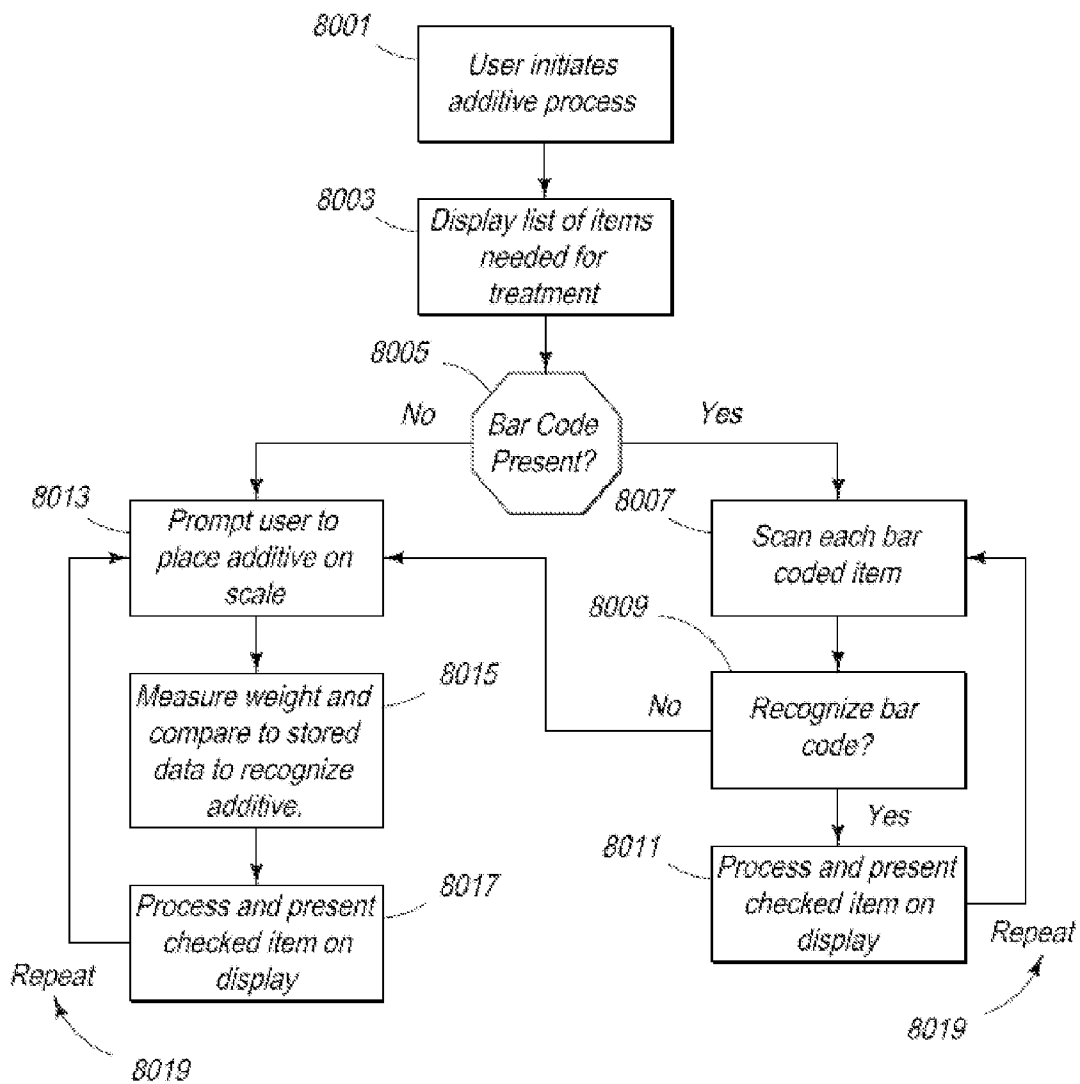 8001
User initiates
additive process
8003
Display list of items
needed for
treatment
8005
Bar Code
Present?
No
Yes
8013
Prompt user to
place additive on
scale
8007
Scan each bar
coded item
8009
Recognize bar
code?
No
Yes
8015
Measure weight and
compare to stored
data to recognize
additive.
8011
Process and present
checked item on
display
8017
Process and present
checked item on
display
Repeat
8019
Repeat
8019